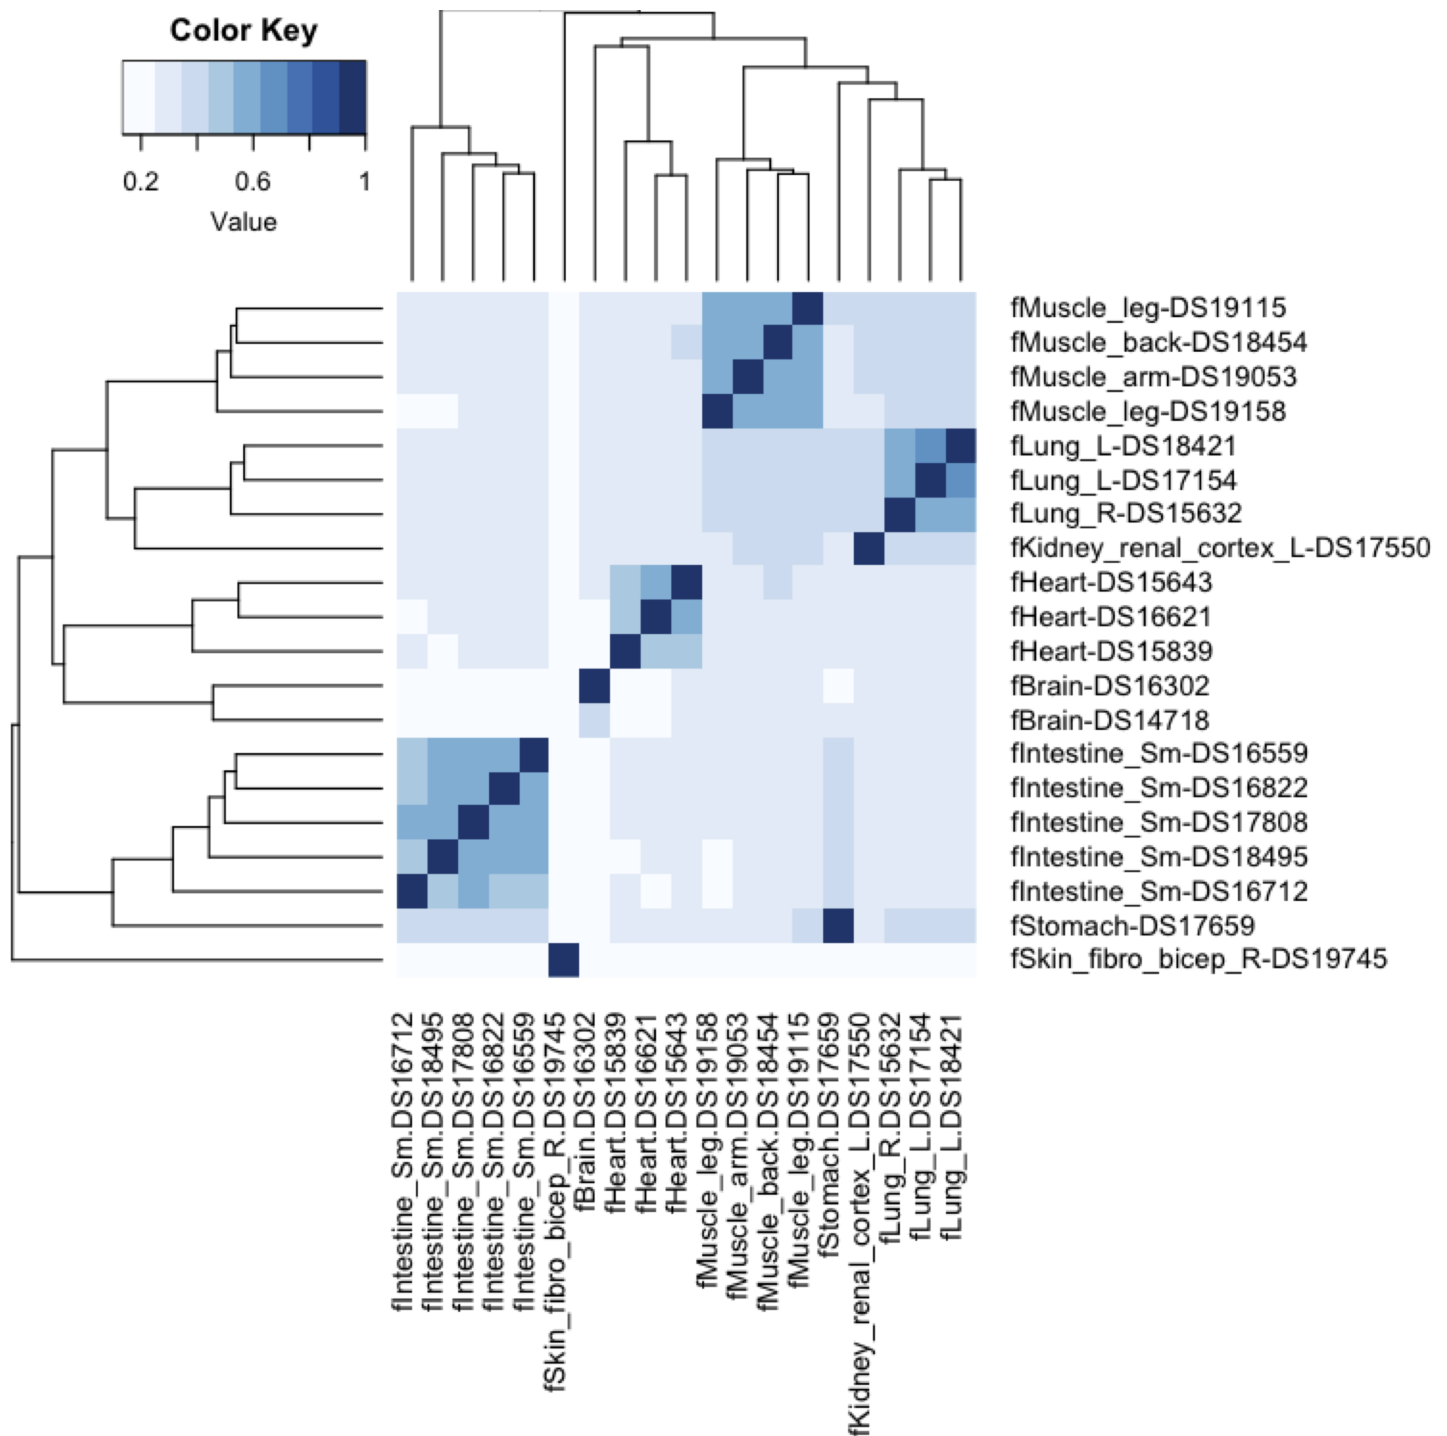 Color Key
0.2 0.6 1
Value
fMuscle_leg-DS19115
fMuscle_back-DS18454
fMuscle_arm-DS19053
fMuscle_leg-DS19158
fLung_L-DS18421
fLung_L-DS17154
fLung_R-DS15632
fKidney_renal_cortex_L-DS17550
fHeart-DS15643
fHeart-DS16621
fHeart-DS15839
fBrain-DS16302
fBrain-DS14718
fIntestine_Sm-DS16559
fIntestine_Sm-DS16822
fIntestine_Sm-DS17808
fIntestine_Sm-DS18495
fIntestine_Sm-DS16712
fStomach-DS17659
fSkin_fibro_bicep_R-DS19745
fIntestine_Sm.DS16712
fIntestine_Sm.DS18495
fIntestine_Sm.DS17808
fIntestine_Sm.DS16822
fIntestine_Sm.DS16559
fSkin_fibro_bicep_R.DS19745
fBrain.DS16302
fHeart.DS15839
fHeart.DS16621
fHeart.DS15643
fMuscle_leg.DS19158
fMuscle_arm.DS19053
fMuscle_back.DS18454
fMuscle_leg.DS19115
fStomach.DS17659
fKidney_renal_cortex_L.DS17550
fLung_R.DS15632
fLung_L.DS17154
fLung_L.DS18421